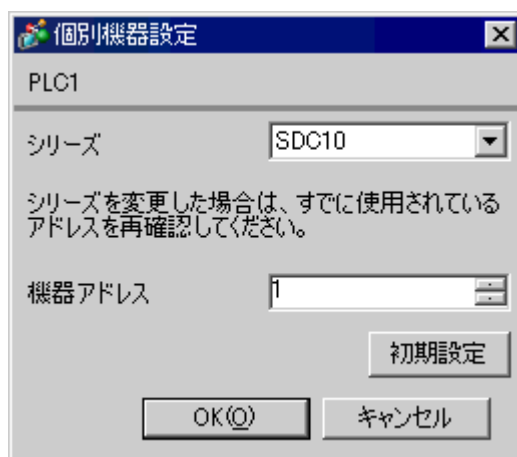 個別機器設定
PLC1
シリーズ SDC10
シリーズを変更した場合は、すでに使用されている
アドレスを再確認してください。
機器アドレス 1
初期設定
OK(O) キャンセル